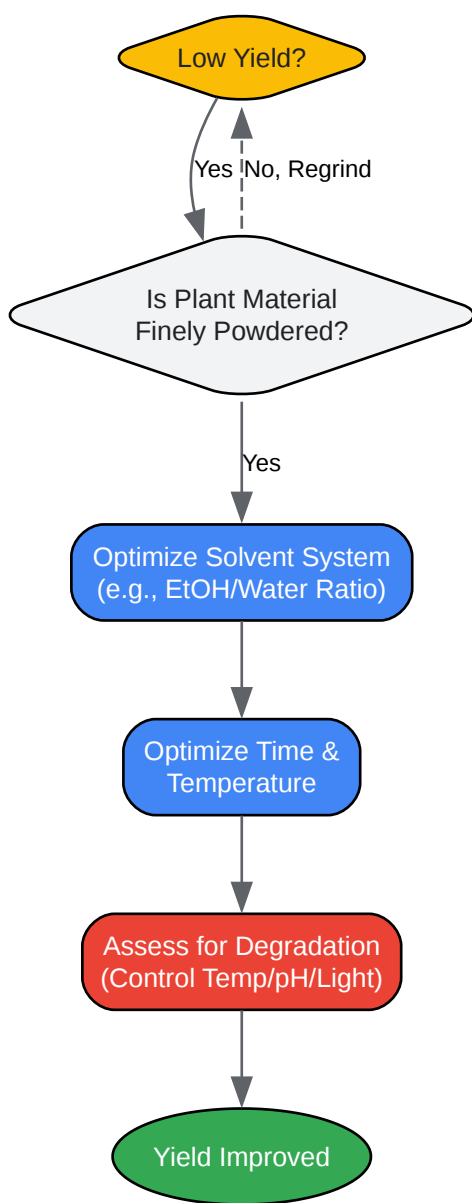 Low Yield?
Yes
No, Regrind
Is Plant Material
Finely Powdered?
Yes
Optimize Solvent System
(e.g., EtOH/Water Ratio)
Optimize Time &
Temperature
Assess for Degradation
(Control Temp/pH/Light)
Yield Improved